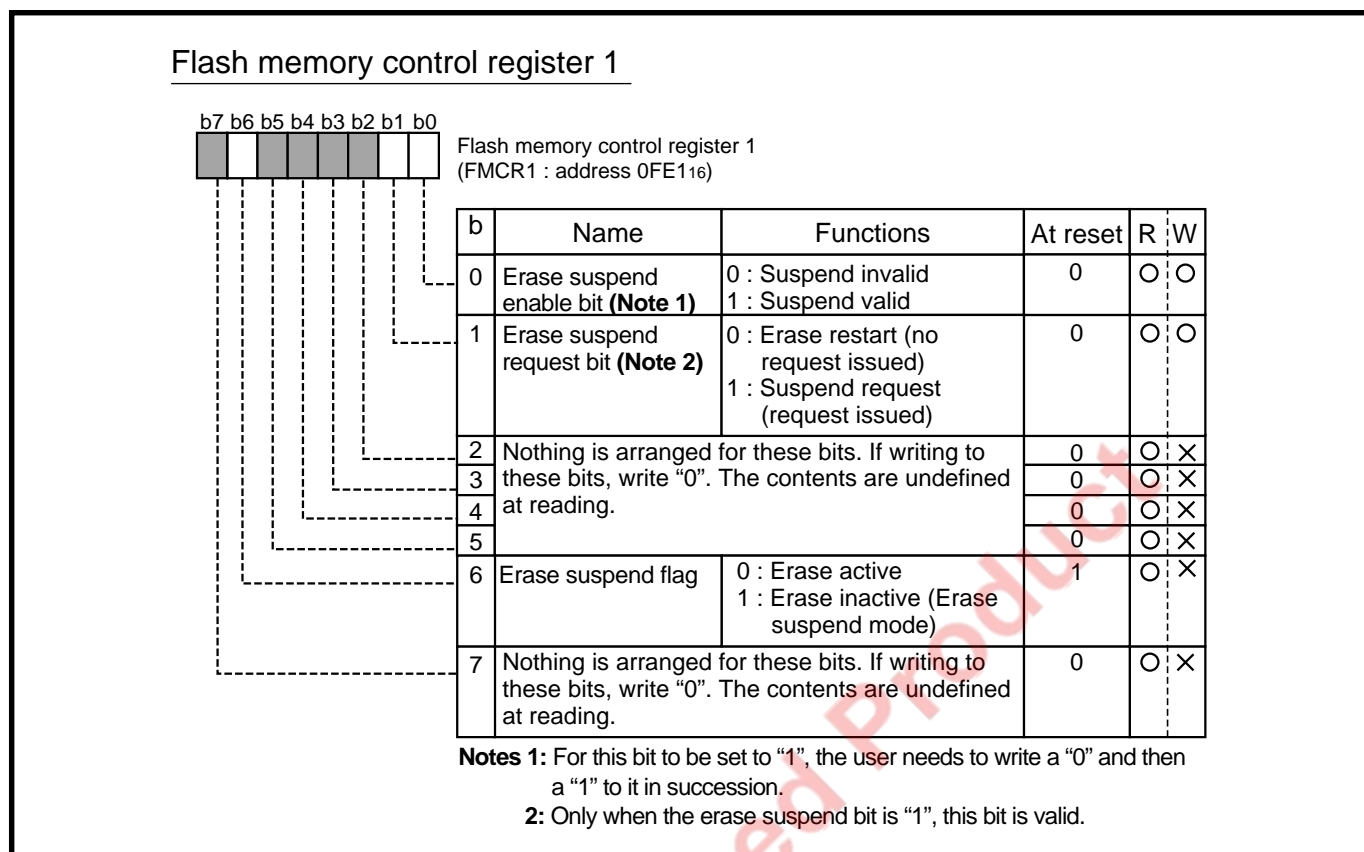 Flash memory control register 1
b7 b6 b5 b4 b3 b2 b1 b0
Flash memory control register 1
(FMCR1 : address 0FE116)
b Name Functions At reset R W
0 Erase suspend 0 : Suspend invalid 0 O O
enable bit (Note 1) 1 : Suspend valid
1 Erase suspend 0 : Erase restart (no 0 O O
request bit (Note 2) request issued)
1 : Suspend request
(request issued)
2 Nothing is arranged for these bits. If writing to 0 O ×
3 these bits, write “0”. The contents are undefined 0 O ×
4 at reading. 0 O ×
5 0 O ×
6 Erase suspend flag 0 : Erase active 1 O ×
1 : Erase inactive (Erase
suspend mode)
7 Nothing is arranged for these bits. If writing to 0 O ×
these bits, write “0”. The contents are undefined
at reading.
Notes 1: For this bit to be set to “1”, the user needs to write a “0” and then
a “1” to it in succession.
2: Only when the erase suspend bit is “1”, this bit is valid.
ed Product